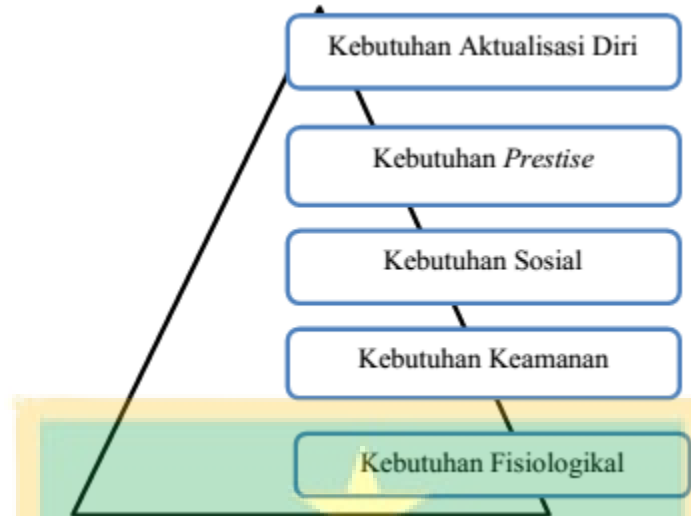 Kebutuhan Aktualisasi Diri
Kebutuhan Prestise
Kebutuhan Sosial
Kebutuhan Keamanan
Kebutuhan Fisiologikal